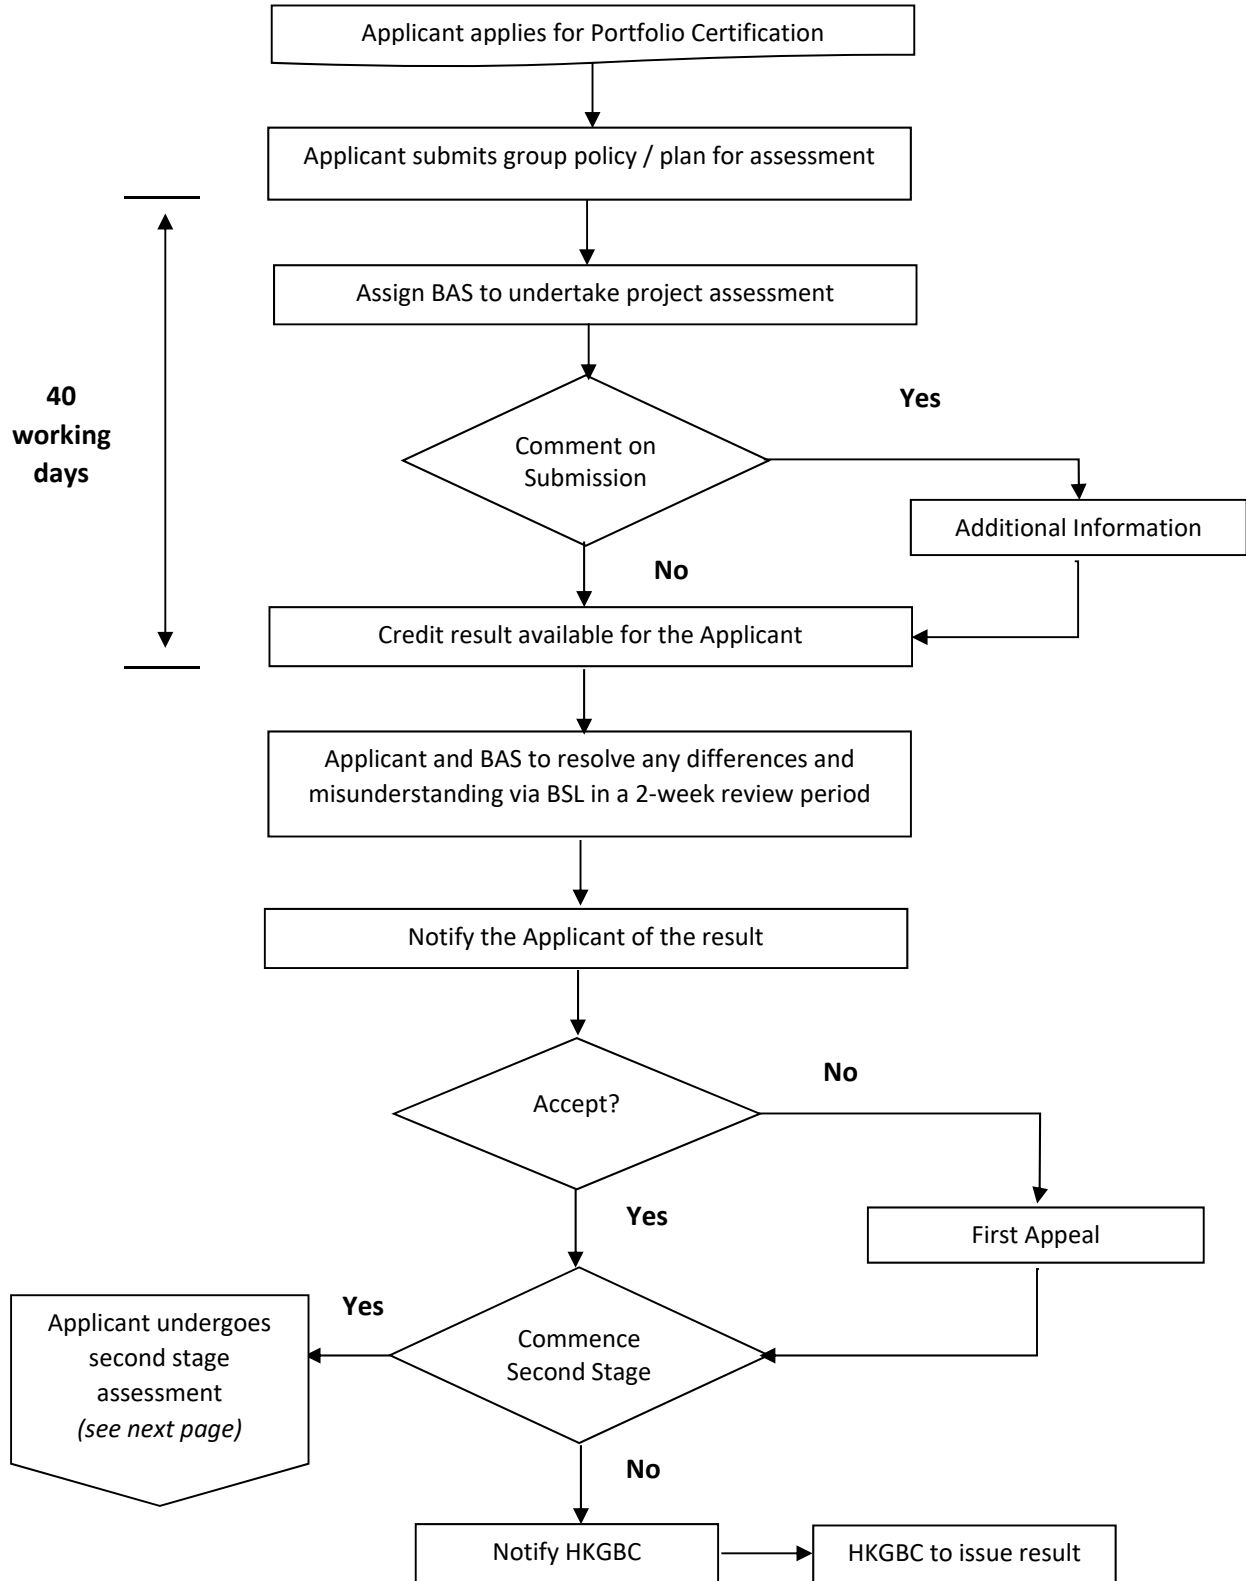 Applicant applies for Portfolio Certification
Applicant submits group policy / plan for assessment
Assign BAS to undertake project assessment
40
working
days
Yes
Comment on
Submission
Additional Information
No
Credit result available for the Applicant
Applicant and BAS to resolve any differences and
misunderstanding via BSL in a 2-week review period
Notify the Applicant of the result
No
Accept?
Yes
First Appeal
Yes
Applicant undergoes
second stage
assessment
(see next page)
Commence
Second Stage
No
Notify HKGBC
HKGBC to issue result